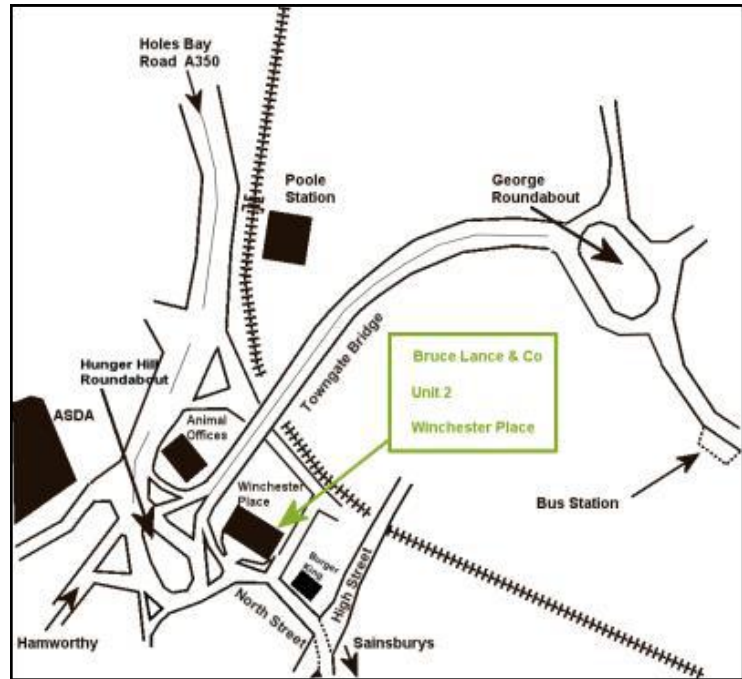 Holes Bay
Road A350
Poole
Station
George
Roundabout
Towngate Bridge
Bruce Lance & Co
Unit 2
Winchester Place
Hunger Hill
Roundabout
ASDA
Animal
Offices
Winchester
Place
Bus Station
Burger
King
High Street
North Street
Hamworthy
Sainsburys